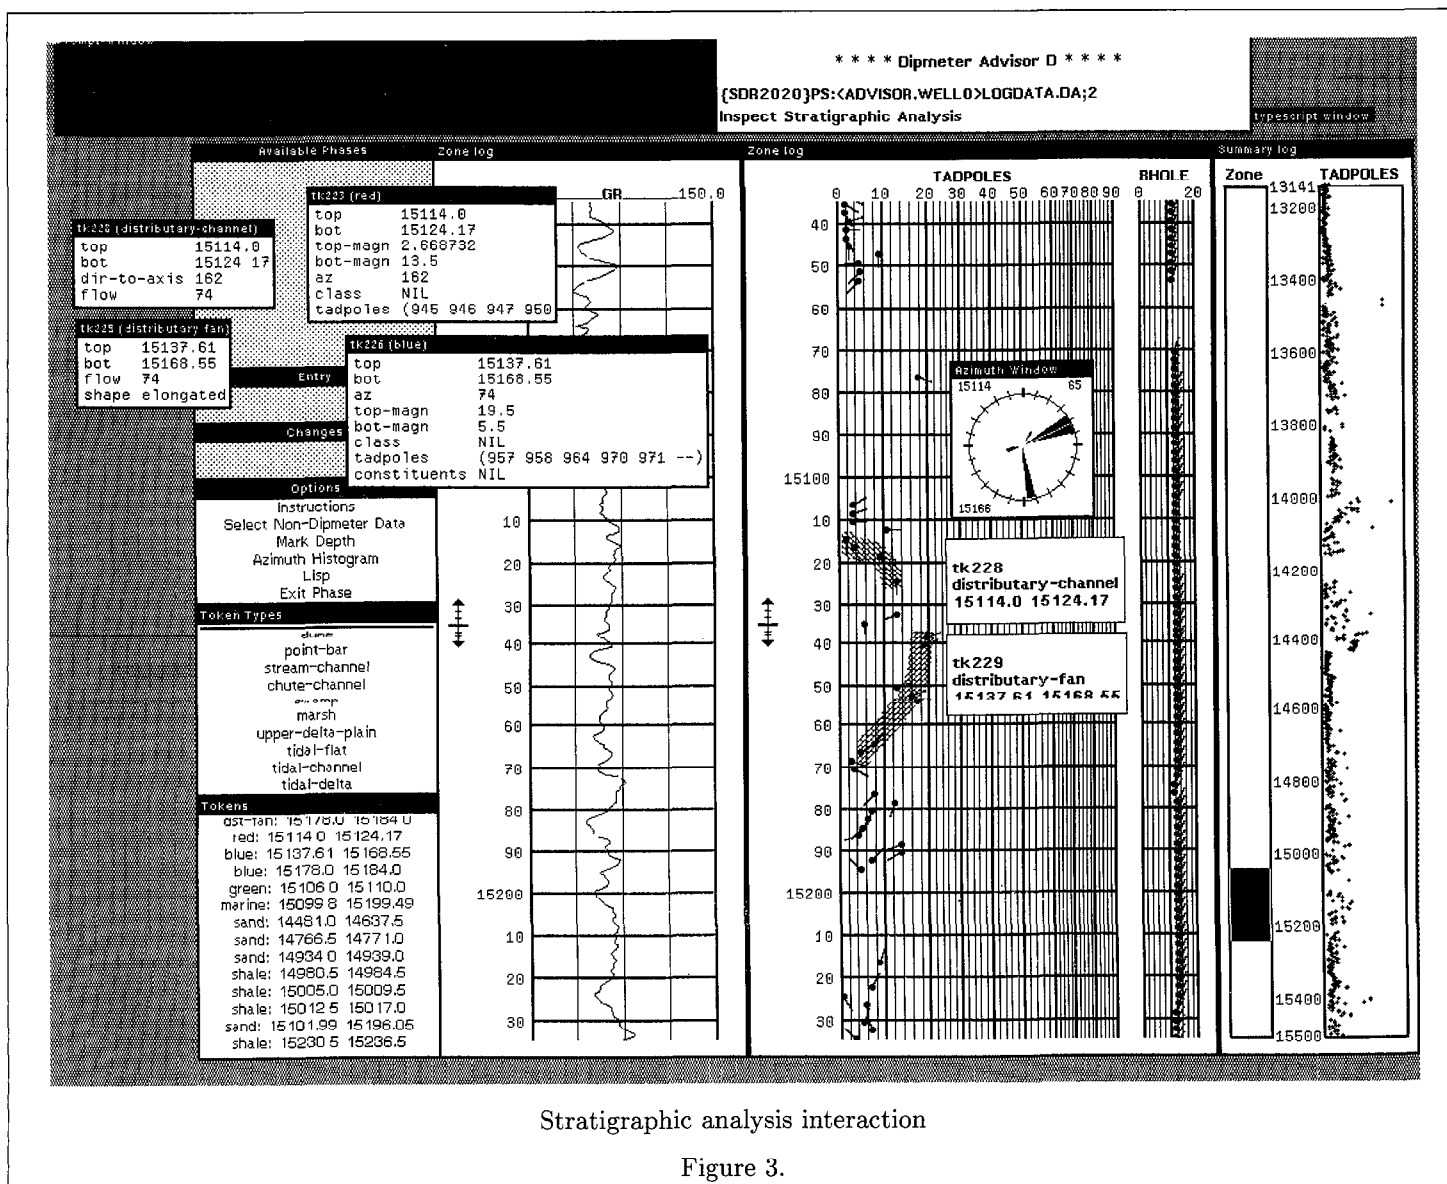 * * * * Dipmeter Advisor D * * * *
{SDR2020}PS:<ADVISOR.WELL0>LOGDATA.DA;2
Inspect Stratigraphic Analysis
typescript window
Available Phases
Zone log
Zone log
Summary log
tk223 (red)
top 15114.0
bot 15124.17
top-magn 2.668732
bot-magn 13.5
az 162
class NIL
tadpoles (945 946 947 950
tk228 (distributary-channel)
top 15114.0
bot 15124 17
dir-to-axis 162
flow 74
tk229 (distributary fan)
top 15137.61
bot 15168.55
flow 74
shape elongated
tk226 (blue)
top 15137.61
bot 15168.55
az 74
top-magn 19.5
bot-magn 5.5
class NIL
tadpoles (957 958 964 970 971 --)
constituents NIL
Entry
Changes
Options
Instructions
Select Non-Dipmeter Data
Mark Depth
Azimuth Histogram
Lisp
Exit Phase
Token Types
point-bar
stream-channel
chute-channel
marsh
upper-delta-plain
tidal-flat
tidal-channel
tidal-delta
Tokens
dst-fan: 15178.0 15184 0
red: 15114 0 15124.17
blue: 15137.61 15168.55
blue: 15178.0 15184.0
green: 15106 0 15110.0
marine: 15099 8 15199.49
sand: 14481.0 14637.5
sand: 14766.5 14771.0
sand: 14934 0 14939.0
shale: 14980.5 14984.5
shale: 15005.0 15009.5
shale: 15012 5 15017.0
sand: 15101.99 15196.05
shale: 15230 5 15236.5
GR 150.0
10
20
30
40
50
60
70
80
90
15200
10
20
30
TADPOLES
0 10 20 30 40 50 60 70 80 90
40
50
60
70
80
90
15100
10
20
30
40
50
60
70
80
90
15200
10
20
30
Azimuth Window
15114 65
15166
tk228
distributary-channel
15114.0 15124.17
tk229
distributary-fan
15137 61 15168 55
BHOLE
0 20
Zone
TADPOLES
13141
13200
13400
13600
13800
14000
14200
14400
14600
14800
15000
15200
15400
15500
Stratigraphic analysis interaction
Figure 3.